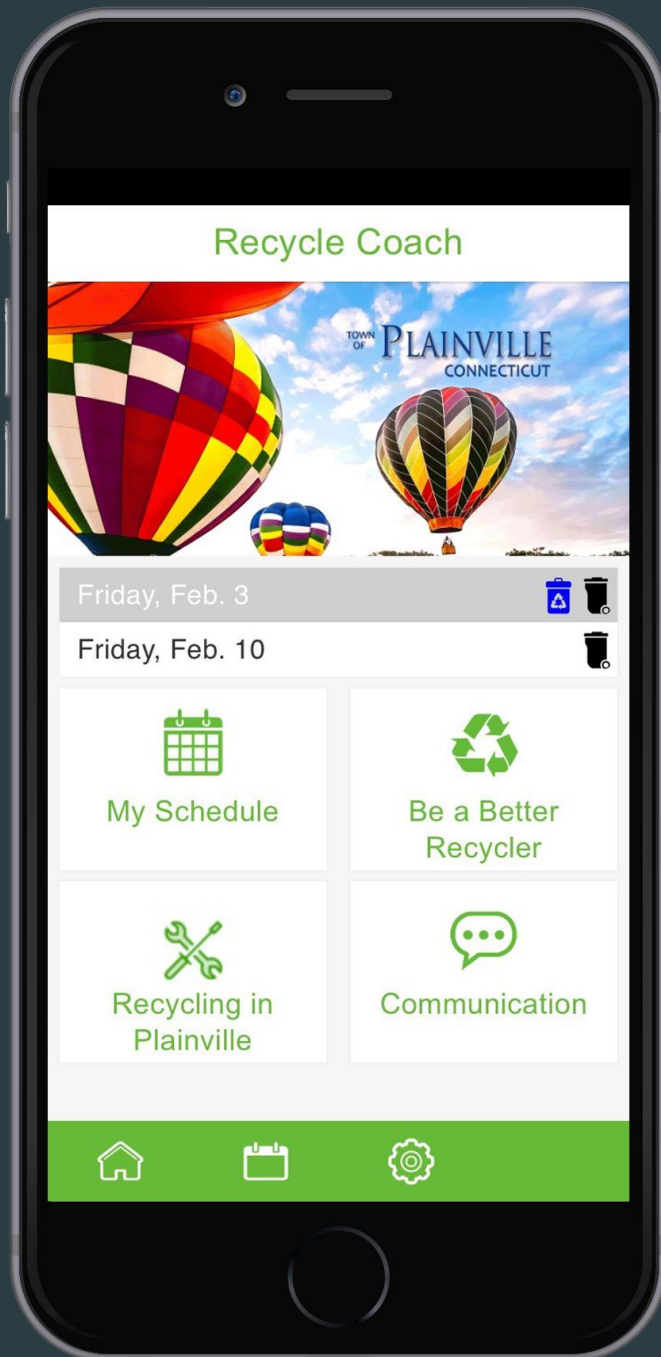 Recycle Coach
TOWN OF PLAINVILLE
CONNECTICUT
Friday, Feb. 3
Friday, Feb. 10
My Schedule
Be a Better
Recycler
Recycling in
Plainville
Communication